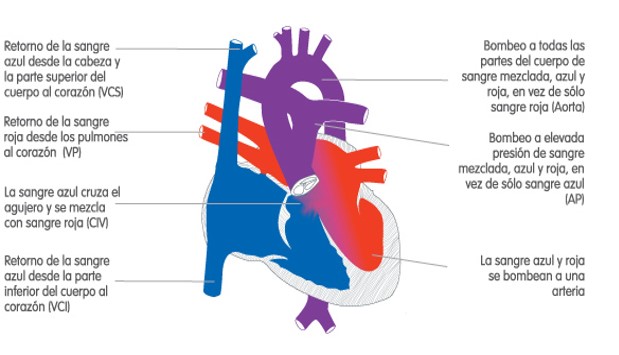 Retorno de la sangre
azul desde la cabeza y
la parte superior del
cuerpo al corazón (VCS)
Retorno de la sangre
roja desde los pulmones
al corazón (VP)
La sangre azul cruza el
agujero y se mezcla
con sangre roja (CIV)
Retorno de la sangre
azul desde la parte
inferior del cuerpo al
corazón (VCI)
Bombeo a todas las
partes del cuerpo de
sangre mezclada, azul y
roja, en vez de sólo
sangre roja (Aorta)
Bombeo a elevada
presión de sangre
mezclada, azul y roja, en
vez de sólo sangre azul
(AP)
La sangre azul y roja
se bombean a una
arteria